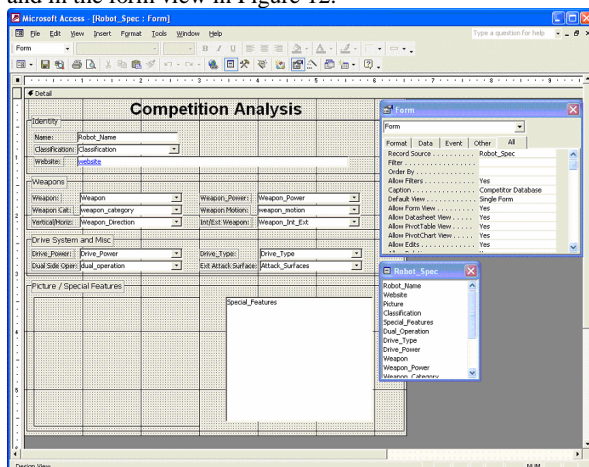 and in the form view in Figure 12.
Microsoft Access - [Robot_Spec : Form]
File Edit View Insert Format Tools Window Help Type a question for help
Form
Detail
Competition Analysis
Identity
Name: Robot_Name
Classification: Classification
Website: website
Weapons
Weapon: Weapon Weapon_Power: Weapon_Power
Weapon Cat: weapon_category Weapon Motion: weapon_motion
Vertical/Horiz: Weapon_Direction Int/Ext Weapon: Weapon_Int_Ext
Drive System and Misc
Drive_Power: Drive_Power Drive_Type: Drive_Type
Dual Side Oper: dual_operation Ext Attack Surface: Attack_Surfaces
Picture / Special Features
Special_Features
Form
Form
Format Data Event Other All
Record Source . . . . . . . . . . Robot_Spec
Filter . . . . . . . . . .
Order By . . . . . . . . . .
Allow Filters . . . . . . . . . . Yes
Caption . . . . . . . . . . Competitor Database
Default View . . . . . . . . . . Single Form
Allow Form View . . . . . Yes
Allow Datasheet View . . . . . Yes
Allow PivotTable View . . . . . Yes
Allow PivotChart View . . . . . Yes
Allow Edits . . . . . . . . . . Yes
Robot_Spec
Robot_Name
Website
Picture
Classification
Special_Features
Dual_Operation
Drive_Type
Drive_Power
Weapon
Weapon_Power
Weapon_Category
Design View NUM